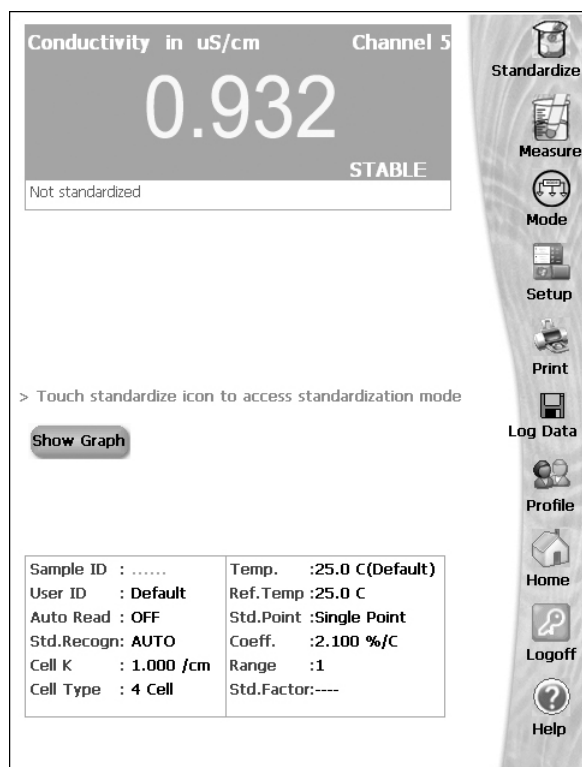 Conductivity in uS/cm Channel 5
0.932
STABLE
Not standardized
> Touch standardize icon to access standardization mode
Show Graph
Sample ID : ......
User ID : Default
Auto Read : OFF
Std.Recogn: AUTO
Cell K : 1.000 /cm
Cell Type : 4 Cell
Temp. :25.0 C(Default)
Ref.Temp :25.0 C
Std.Point :Single Point
Coeff. :2.100 %/C
Range :1
Std.Factor:----
Standardize
Measure
Mode
Setup
Print
Log Data
Profile
Home
Logoff
Help